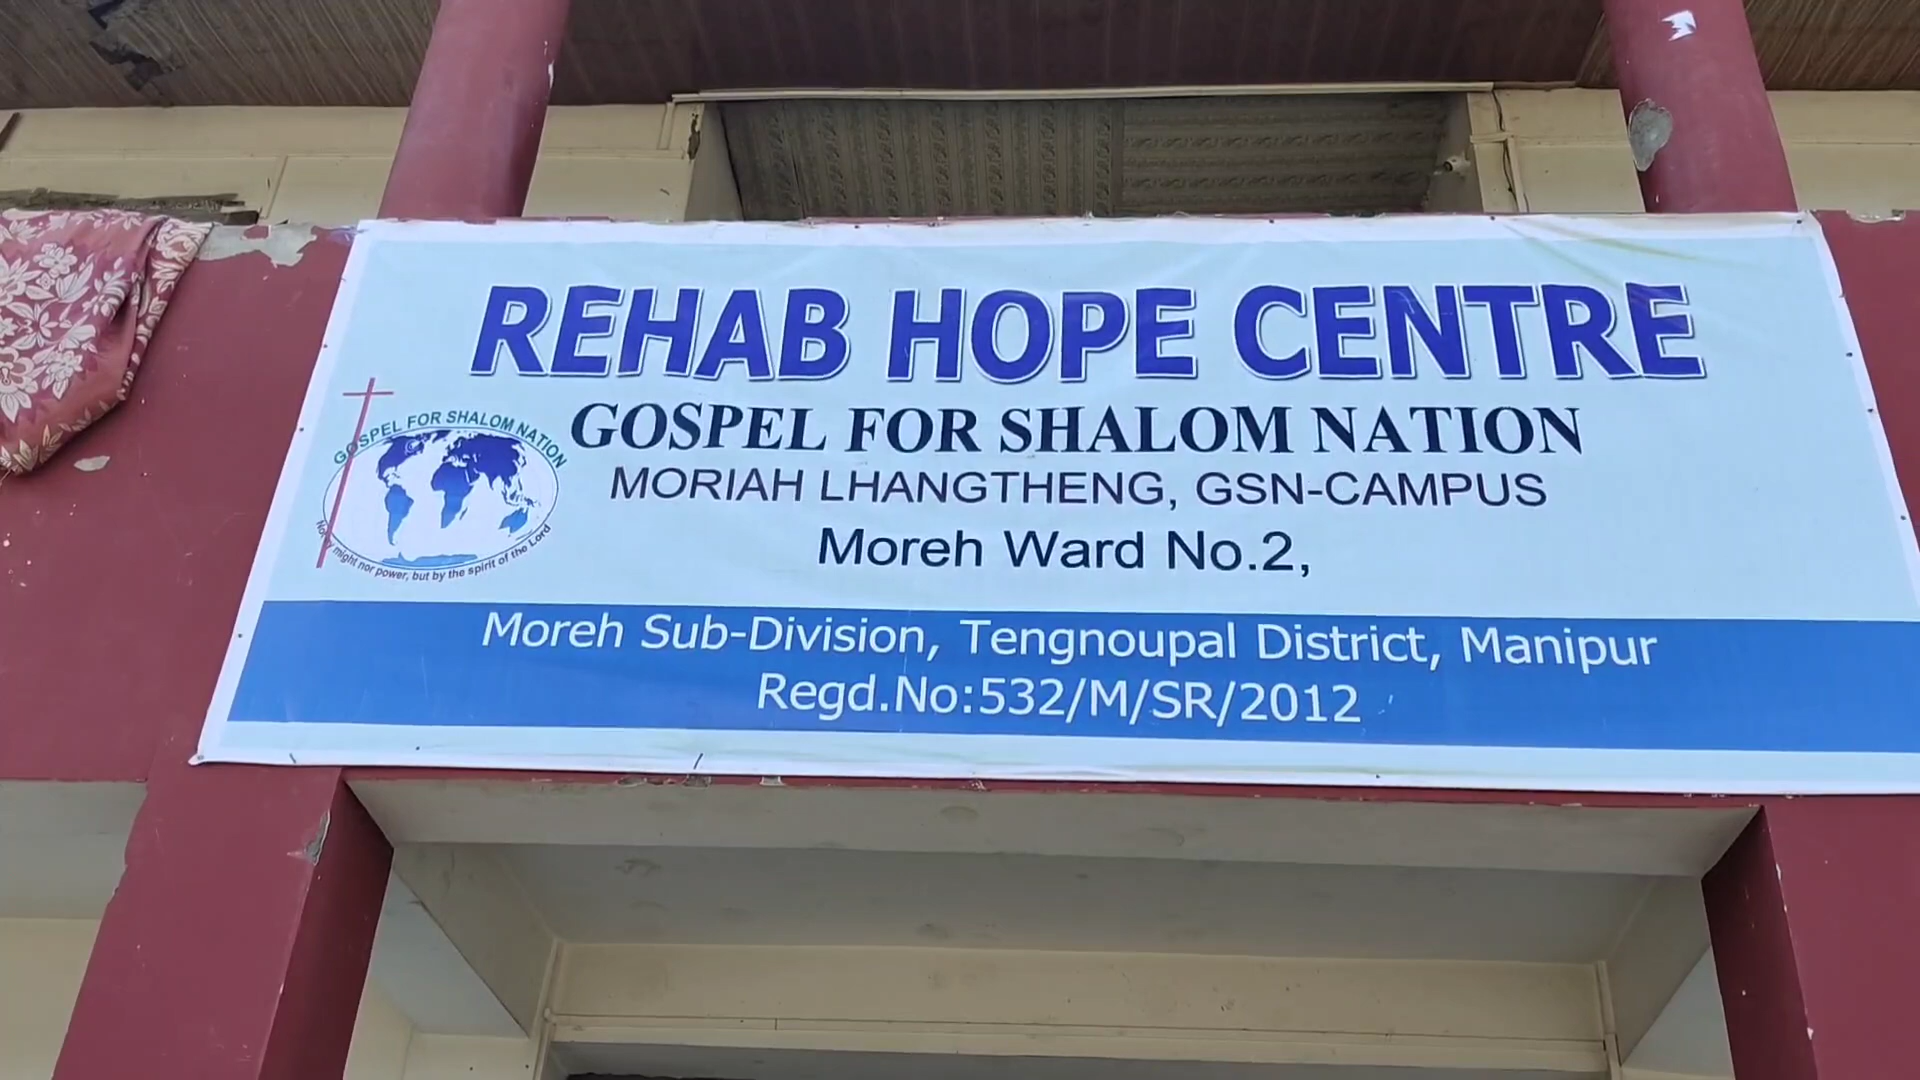 REHAB HOPE CENTRE
GOSPEL FOR SHALOM NATION
MORIAH LHANGTHENG, GSN-CAMPUS
Moreh Ward No.2,
GOSPEL FOR SHALOM NATION
might nor power, but by the spirit of the Lord
Moreh Sub-Division, Tengnoupal District, Manipur
Regd.No:532/M/SR/2012